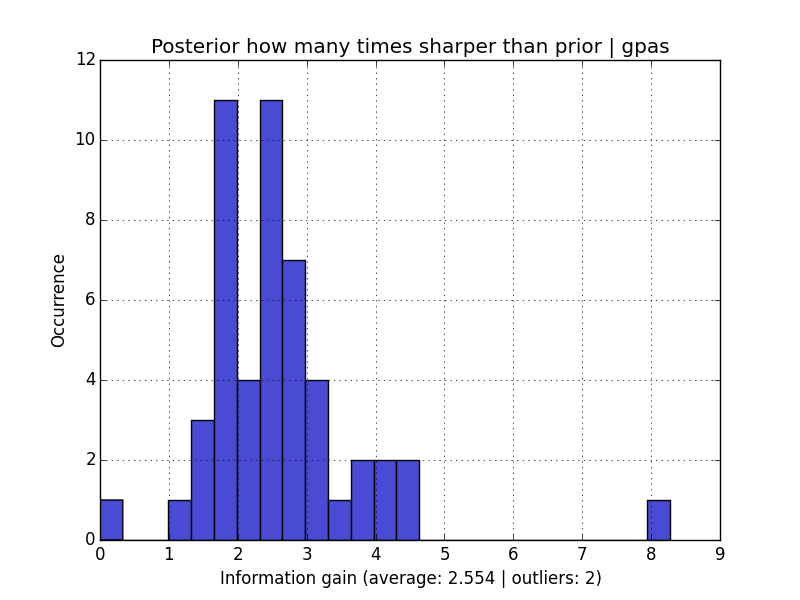 Posterior how many times sharper than prior | gpas
12
10
8
6
4
2
0
Occurrence
0 1 2 3 4 5 6 7 8 9
Information gain (average: 2.554 | outliers: 2)